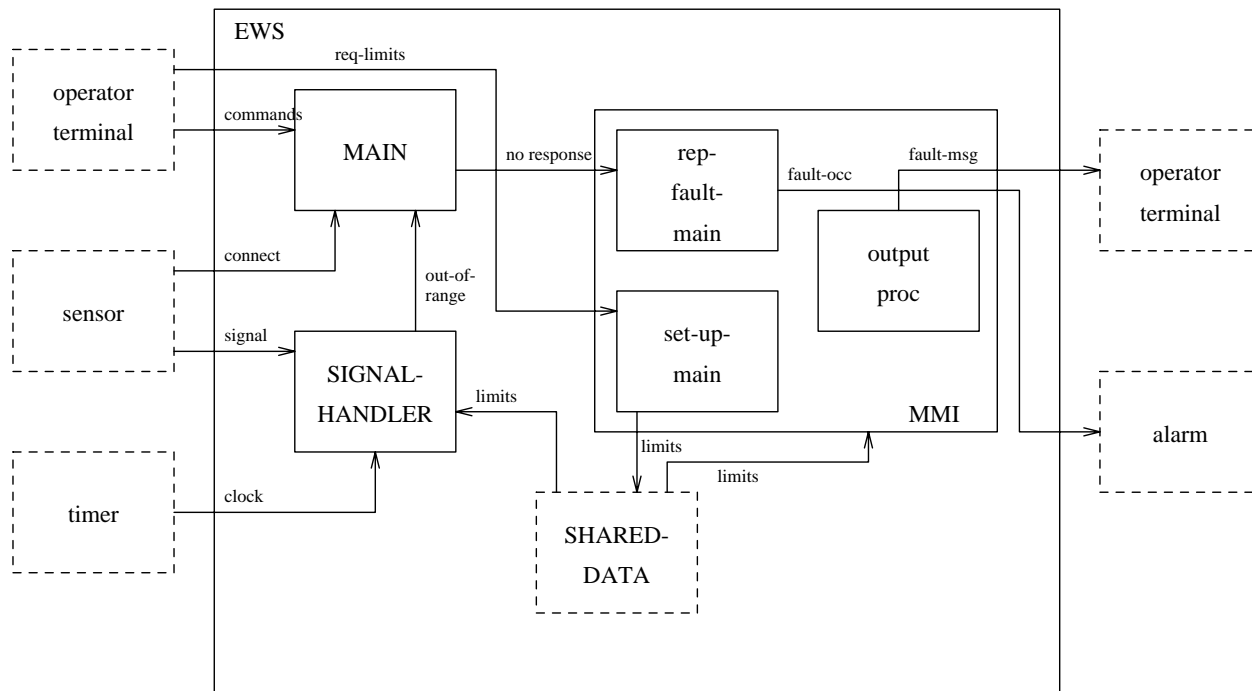 EWS
req-limits
operator
terminal
commands
MAIN
no response
rep-
fault-
main
fault-occ
fault-msg
operator
terminal
output
proc
connect
out-of-
range
sensor
signal
SIGNAL-
HANDLER
set-up-
main
limits
MMI
limits
limits
alarm
timer
clock
SHARED-
DATA